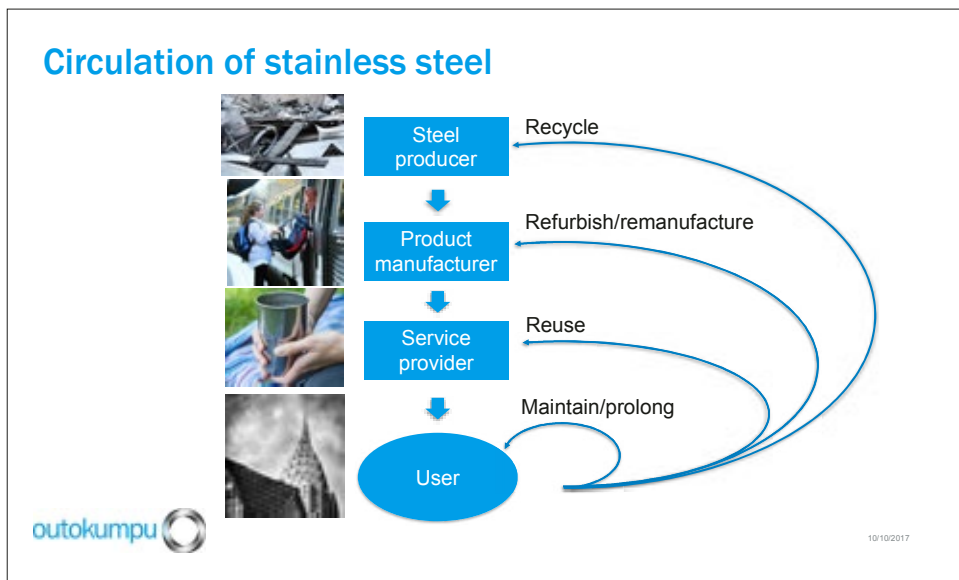 Circulation of stainless steel
Steel
producer
Recycle
Product
manufacturer
Refurbish/remanufacture
Service
provider
Reuse
Maintain/prolong
User
outokumpu
10/10/2017